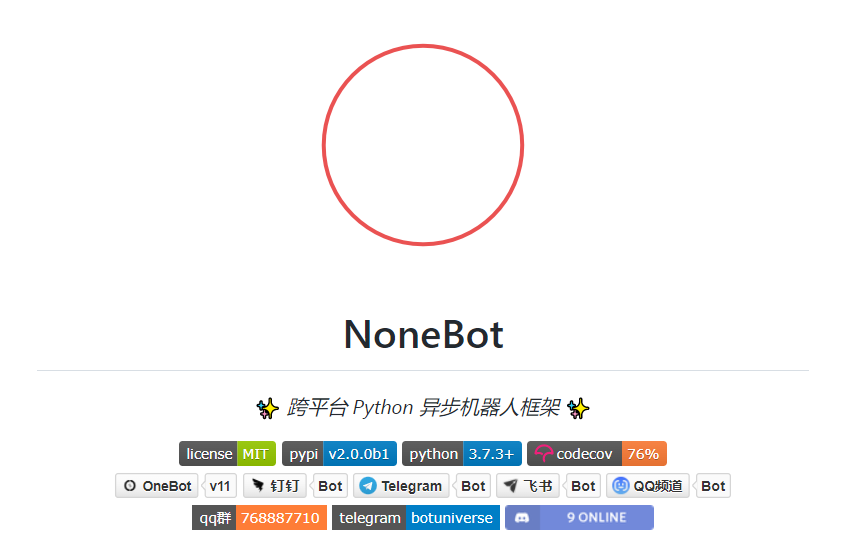 NoneBot
✨ 跨平台 Python 异步机器人框架 ✨
license MIT pypi v2.0.0b1 python 3.7.3+ codecov 76%
OneBot v11 钉钉 Bot Telegram Bot 飞书 Bot QQ频道 Bot
qq群 768887710 telegram botuniverse 9 ONLINE